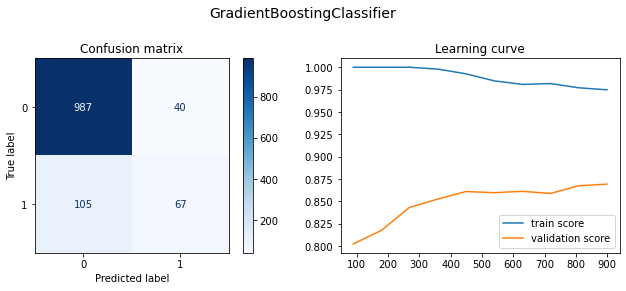 GradientBoostingClassifier
Confusion matrix
True label
0
1
987
40
105
67
0
1
Predicted label
800
600
400
200
Learning curve
1.000
0.975
0.950
0.925
0.900
0.875
0.850
0.825
0.800
train score
validation score
100 200 300 400 500 600 700 800 900